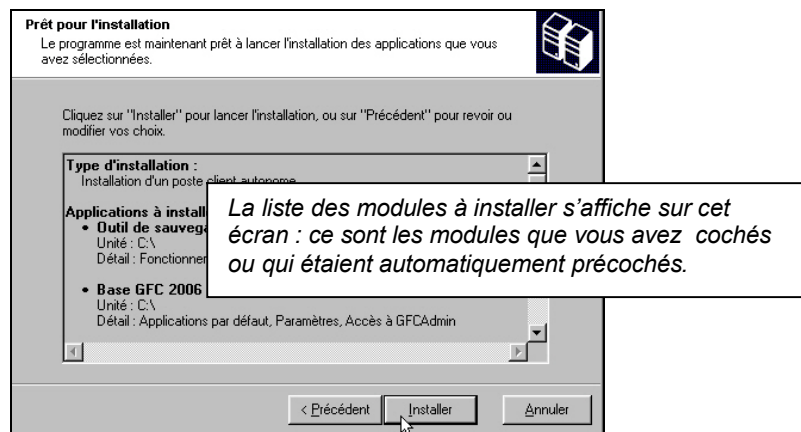 Prêt pour l'installation
Le programme est maintenant prêt à lancer l'installation des applications que vous
avez sélectionnées.
Cliquez sur "Installer" pour lancer l'installation, ou sur "Précédent" pour revoir ou
modifier vos choix.
Type d'installation :
Installation d'un poste client autonome
Applications à install
• Outil de sauvega
Unité : C:\
Détail : Fonctionner
• Base GFC 2006
Unité : C:\
Détail : Applications par défaut, Paramètres, Accès à GFCAdmin
La liste des modules à installer s’affiche sur cet
écran : ce sont les modules que vous avez cochés
ou qui étaient automatiquement précochés.
< Précédent
Installer
Annuler